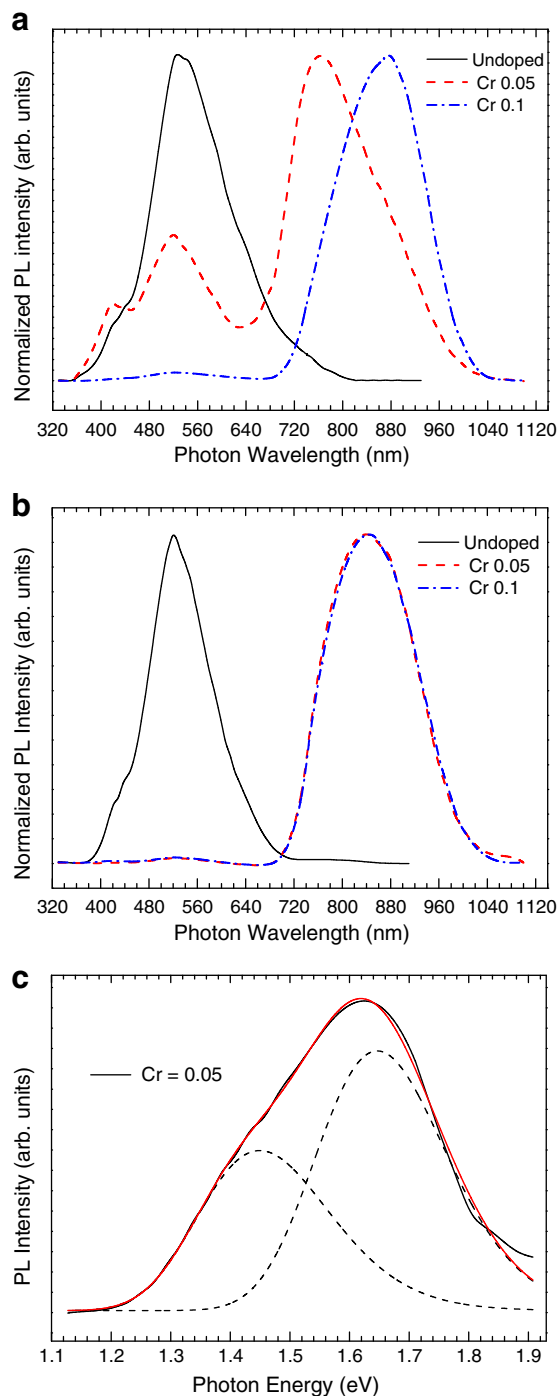 a
Normalized PL intensity (arb. units)
Undoped
Cr 0.05
Cr 0.1
320 400 480 560 640 720 800 880 960 1040 1120
Photon Wavelength (nm)
b
Normalized PL Intensity (arb. units)
Undoped
Cr 0.05
Cr 0.1
320 400 480 560 640 720 800 880 960 1040 1120
Photon Wavelength (nm)
c
PL Intensity (arb. units)
Cr = 0.05
1.1 1.2 1.3 1.4 1.5 1.6 1.7 1.8 1.9
Photon Energy (eV)